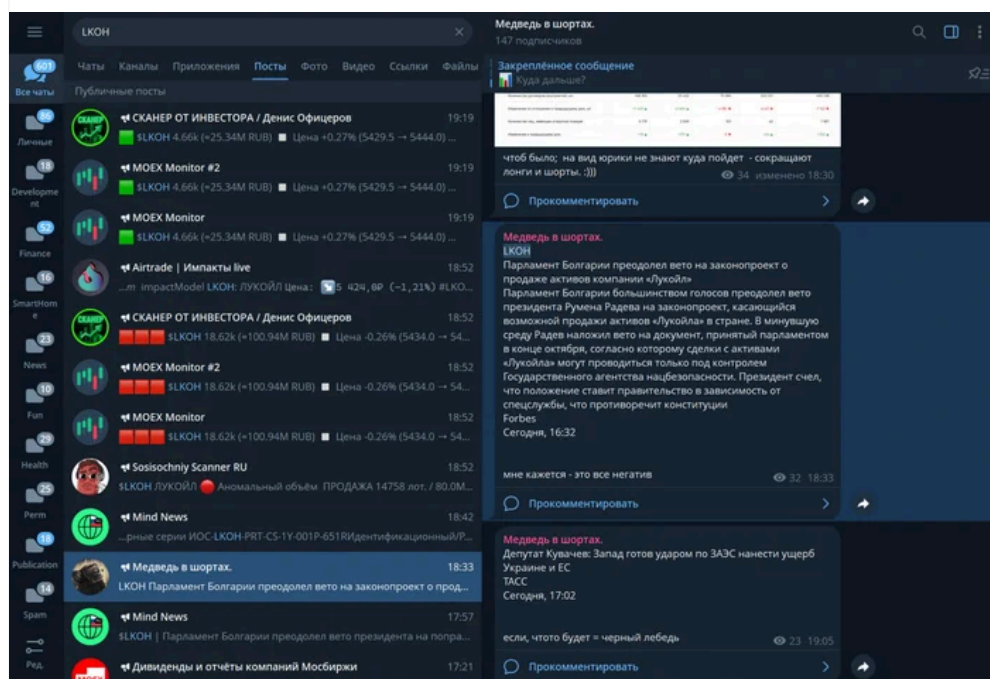 LKOH
601
Все чаты
86
Личные
18
Developme
nt
52
Finance
16
SmartHom
e
23
News
10
Fun
29
Health
25
Perm
18
Publication
14
Spam
Ред.
Чаты Каналы Приложения Посты Фото Видео Ссылки Файлы
Публичные посты
СКАНЕР
СКАНЕР ОТ ИНВЕСТОРА / Денис Офицеров 19:19
$LKOH 4.66k (≈25.34M RUB) Цена +0.27% (5429.5 → 5444.0) ...
MOEX Monitor #2 19:19
$LKOH 4.66k (≈25.34M RUB) Цена +0.27% (5429.5 → 5444.0) ...
MOEX Monitor 19:19
$LKOH 4.66k (≈25.34M RUB) Цена +0.27% (5429.5 → 5444.0) ...
Airtrade | Импакты live 18:52
...m impactModel LKOH: ЛУКОЙЛ Цена: 5 424,0₽ (−1,21%) #LKO...
СКАНЕР
СКАНЕР ОТ ИНВЕСТОРА / Денис Офицеров 18:52
$LKOH 18.62k (≈100.94M RUB) Цена -0.26% (5434.0 → 54...
MOEX Monitor #2 18:52
$LKOH 18.62k (≈100.94M RUB) Цена -0.26% (5434.0 → 54...
MOEX Monitor 18:52
$LKOH 18.62k (≈100.94M RUB) Цена -0.26% (5434.0 → 54...
Sosisochniy Scanner RU 18:52
$LKOH ЛУКОЙЛ Аномальный объём ПРОДАЖА 14758 лот. / 80.0M...
Mind News 18:42
...рные серии ИОС-LKOH-PRT-CS-1Y-001P-651RИдентификационный/Р...
Медведь в шортах. 18:33
LKOH Парламент Болгарии преодолел вето на законопроект о прод...
Mind News 17:57
$LKOH | Парламент Болгарии преодолел вето президента на попра...
MOEX
Дивиденды и отчёты компаний Мосбиржи 17:21
Медведь в шортах.
147 подписчиков
Закреплённое сообщение
Куда дальше?
чтоб было; на вид юрики не знают куда пойдет - сокращают
лонги и шорты. :)))
34 изменено 18:30
Прокомментировать
Медведь в шортах.
LKOH
Парламент Болгарии преодолел вето на законопроект о
продаже активов компании «Лукойл»
Парламент Болгарии большинством голосов преодолел вето
президента Румена Радева на законопроект, касающийся
возможной продажи активов «Лукойла» в стране. В минувшую
среду Радев наложил вето на документ, принятый парламентом
в конце октября, согласно которому сделки с активами
«Лукойла» могут проводиться только под контролем
Государственного агентства нацбезопасности. Президент счел,
что положение ставит правительство в зависимость от
спецслужбы, что противоречит конституции
Forbes
Сегодня, 16:32
мне кажется - это все негатив
32 18:33
Прокомментировать
Медведь в шортах.
Депутат Кувачев: Запад готов ударом по ЗАЭС нанести ущерб
Украине и ЕС
ТАСС
Сегодня, 17:02
если, чтото будет = черный лебедь
23 19:05
Прокомментировать